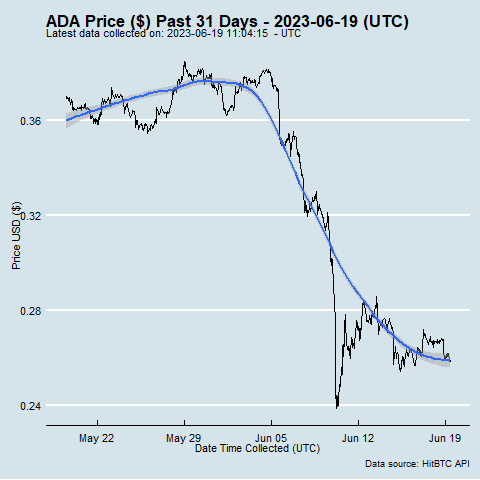 ADA Price ($) Past 31 Days - 2023-06-19 (UTC)
Latest data collected on: 2023-06-19 11:04:15 - UTC
0.36
0.32
0.28
0.24
Price USD ($)
May 22
May 29
Jun 05
Jun 12
Jun 19
Date Time Collected (UTC)
Data source: HitBTC API